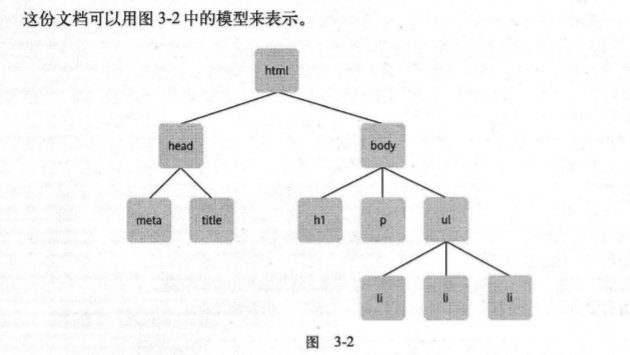 这份文档可以用图 3-2 中的模型来表示。
html
head
body
meta
title
h1
p
ul
li
li
li
图 3-2